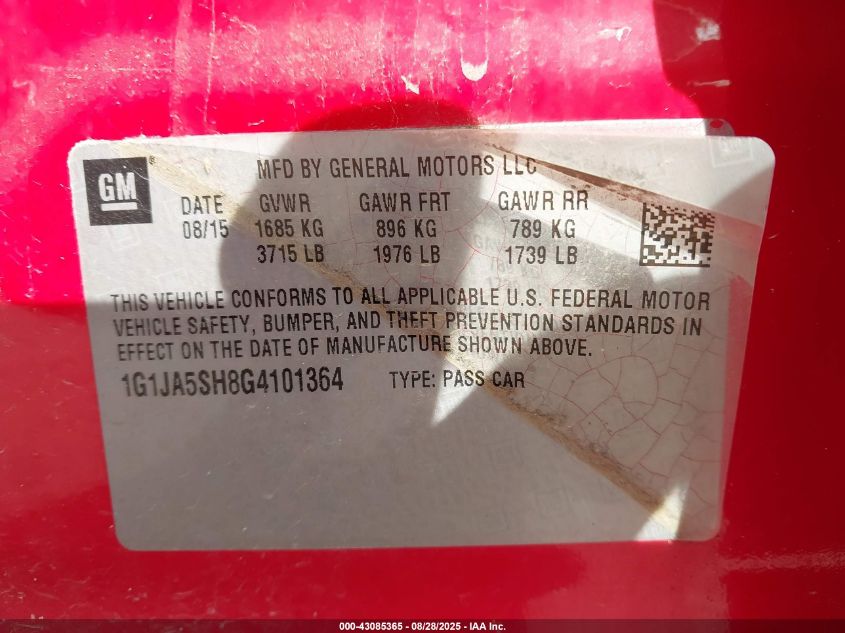 GM ®
MFD BY GENERAL MOTORS LLC
DATE GVWR GAWR FRT GAWR RR
08/15 1685 KG 896 KG 789 KG
3715 LB 1976 LB 1739 LB
THIS VEHICLE CONFORMS TO ALL APPLICABLE U.S. FEDERAL MOTOR
VEHICLE SAFETY, BUMPER, AND THEFT PREVENTION STANDARDS IN
EFFECT ON THE DATE OF MANUFACTURE SHOWN ABOVE.
1G1JA5SH8G4101364 TYPE: PASS CAR
000-43085365 - 08/28/2025 - IAA Inc.